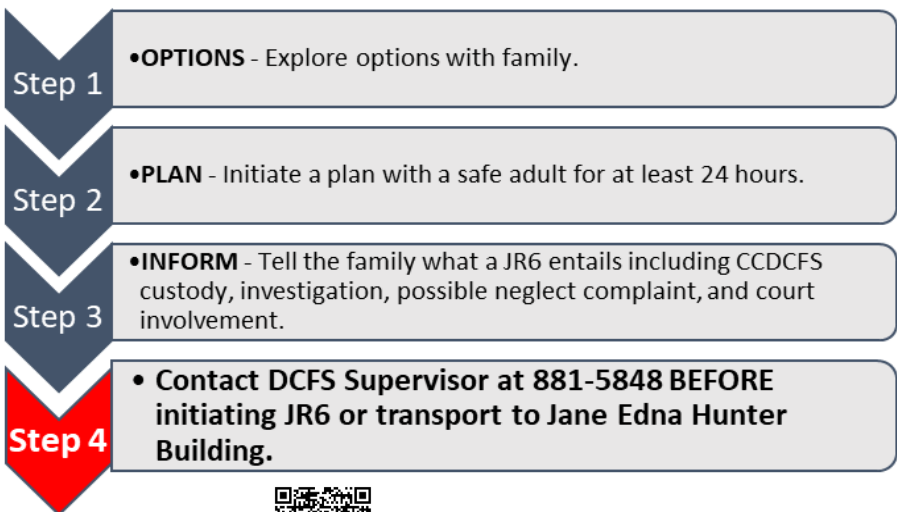 Step 1
•OPTIONS - Explore options with family.
Step 2
•PLAN - Initiate a plan with a safe adult for at least 24 hours.
Step 3
•INFORM - Tell the family what a JR6 entails including CCDCFS
custody, investigation, possible neglect complaint, and court
involvement.
Step 4
• Contact DCFS Supervisor at 881-5848 BEFORE
initiating JR6 or transport to Jane Edna Hunter
Building.